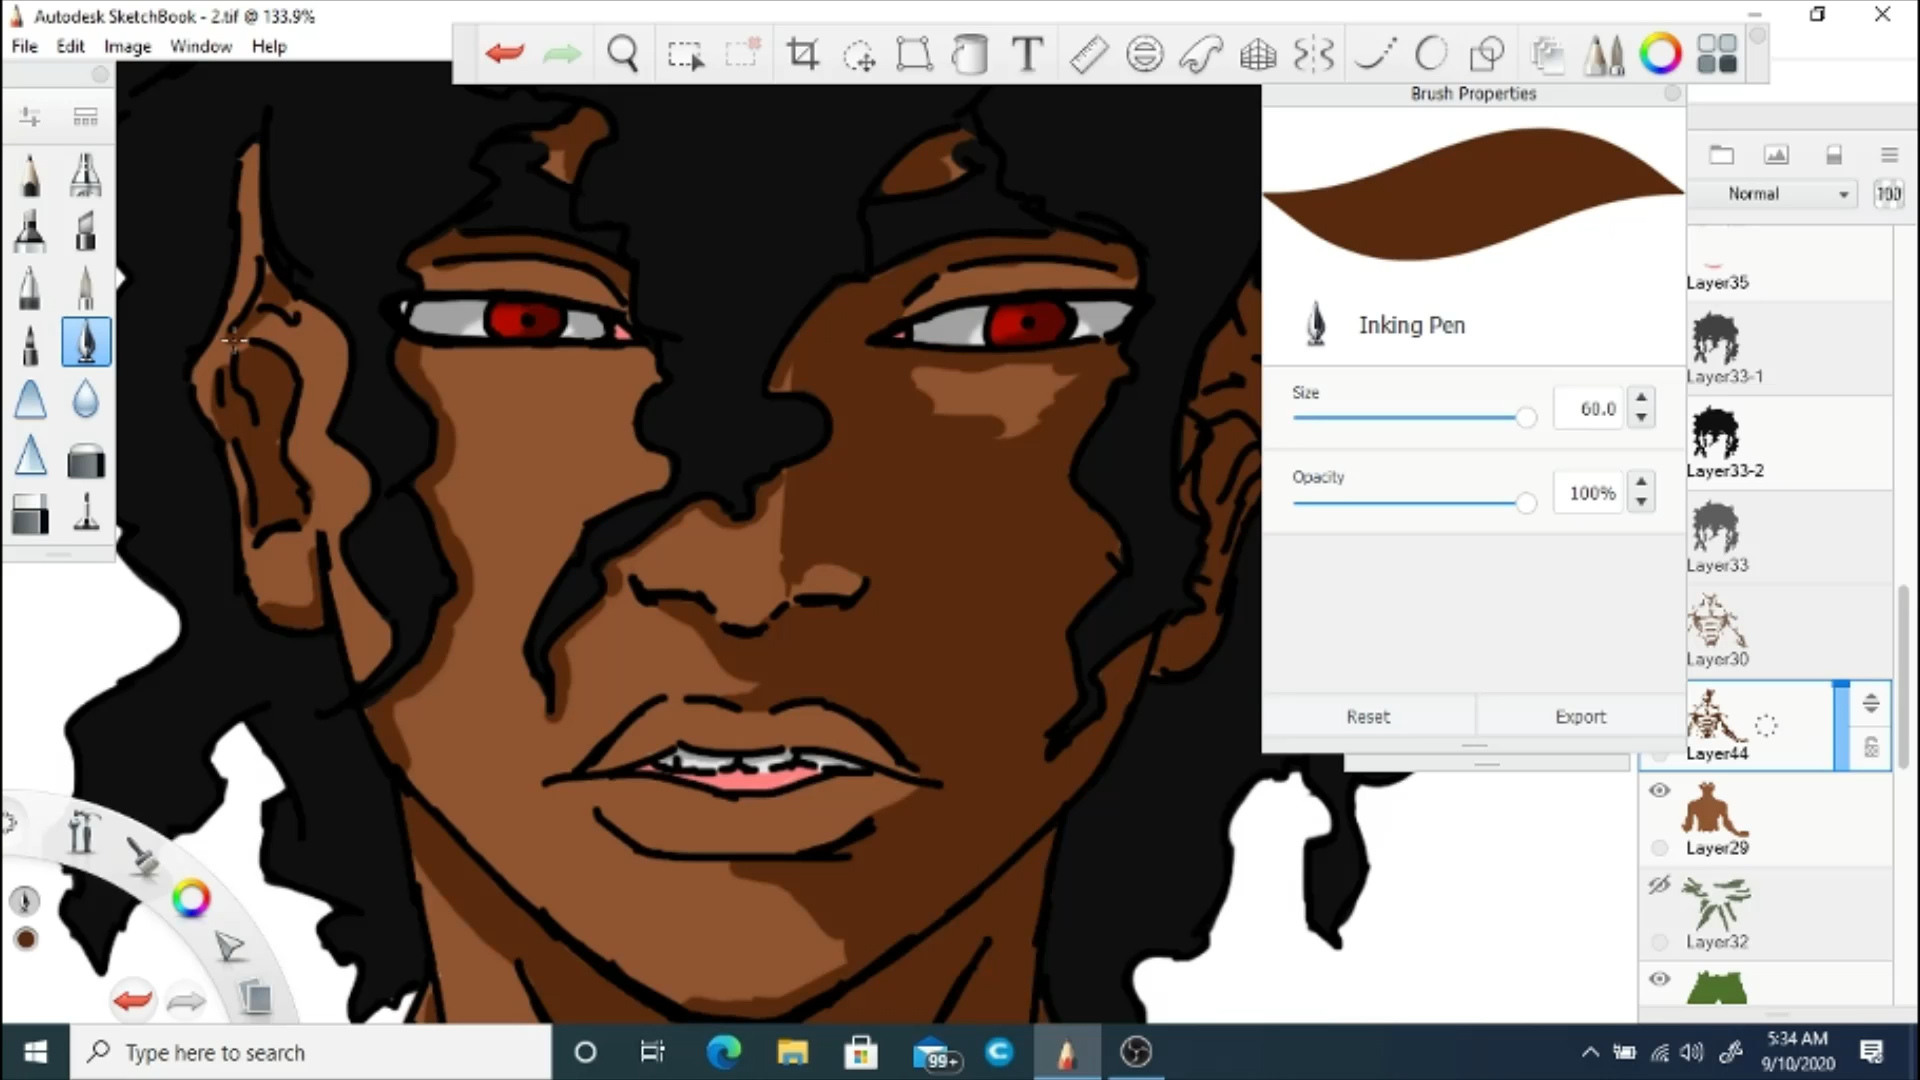 Autodesk SketchBook - 2.tif @ 133.9%
File Edit Image Window Help
T
Brush Properties
Normal 100
Inking Pen
Size
60.0
Opacity
100%
Reset Export
Layer35
Layer33-1
Layer33-2
Layer33
Layer30
Layer44
Layer29
Layer32
Type here to search
99+
5:34 AM
9/10/2020